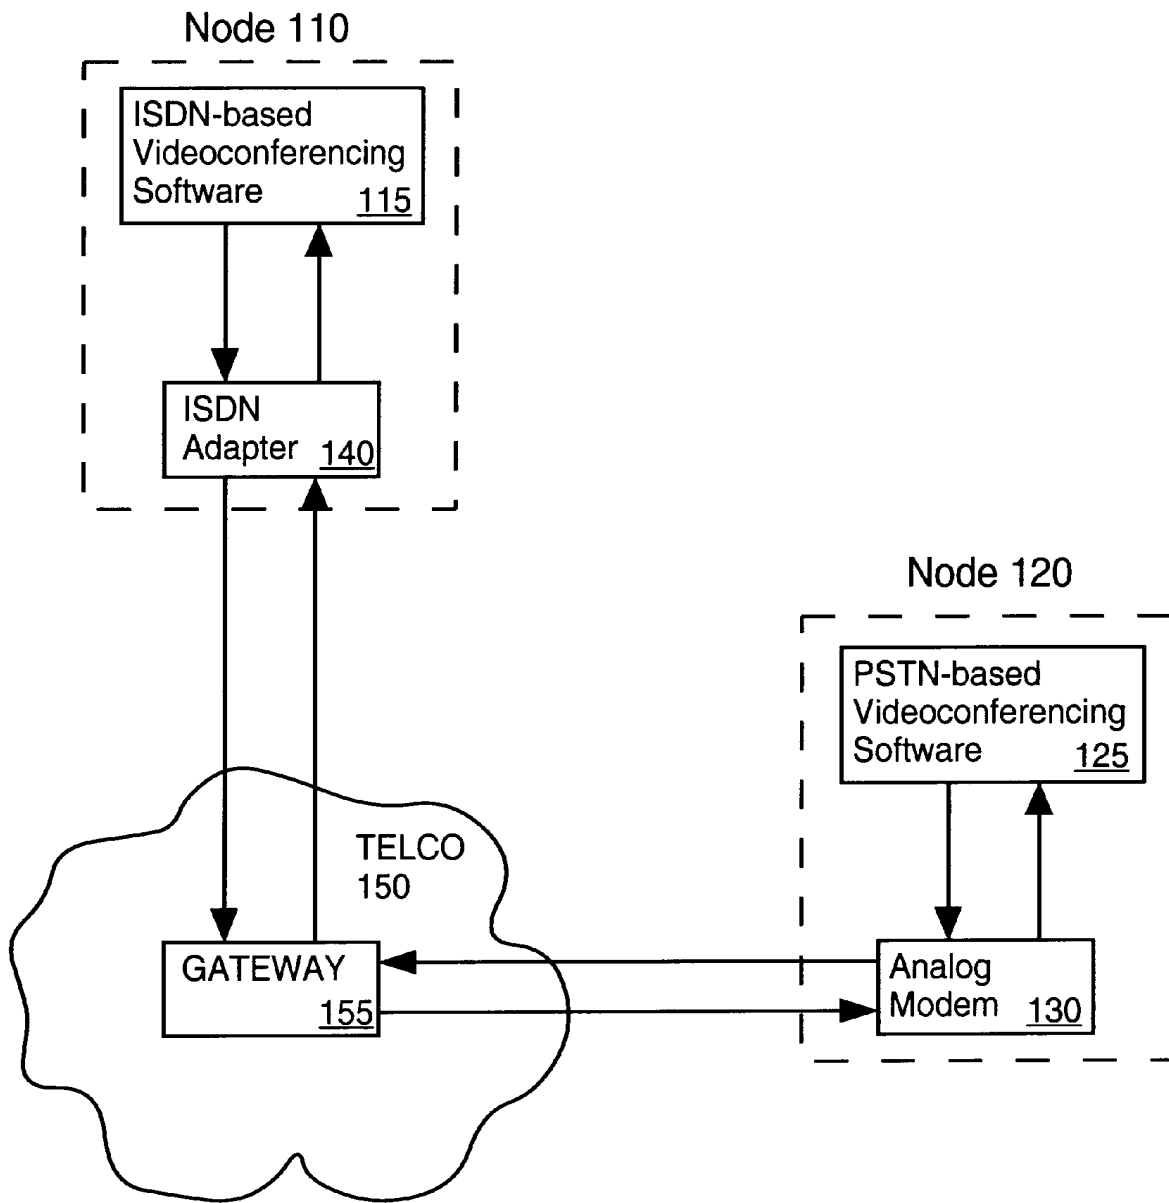 Node 110
ISDN-based
Videoconferencing
Software
115
ISDN
Adapter
140
Node 120
PSTN-based
Videoconferencing
Software
125
TELCO
150
GATEWAY
155
Analog
Modem
130